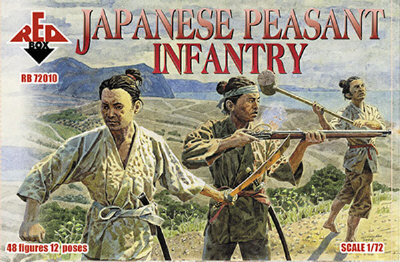 RED
BOX
RB 72010
JAPANESE PEASANT
INFANTRY
48 figures 12 poses
SCALE 1/72